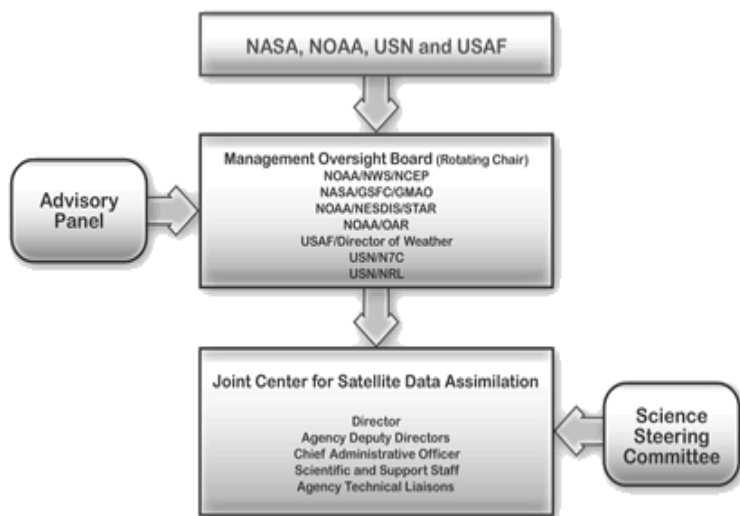 NASA, NOAA, USN and USAF
Management Oversight Board (Rotating Chair)
NOAA/NWS/NCEP
NASA/GSFC/GMAO
NOAA/NESDIS/STAR
NOAA/OAR
USAF/Director of Weather
USN/N7C
USN/NRL
Advisory
Panel
Joint Center for Satellite Data Assimilation
Director
Agency Deputy Directors
Chief Administrative Officer
Scientific and Support Staff
Agency Technical Liaisons
Science
Steering
Committee